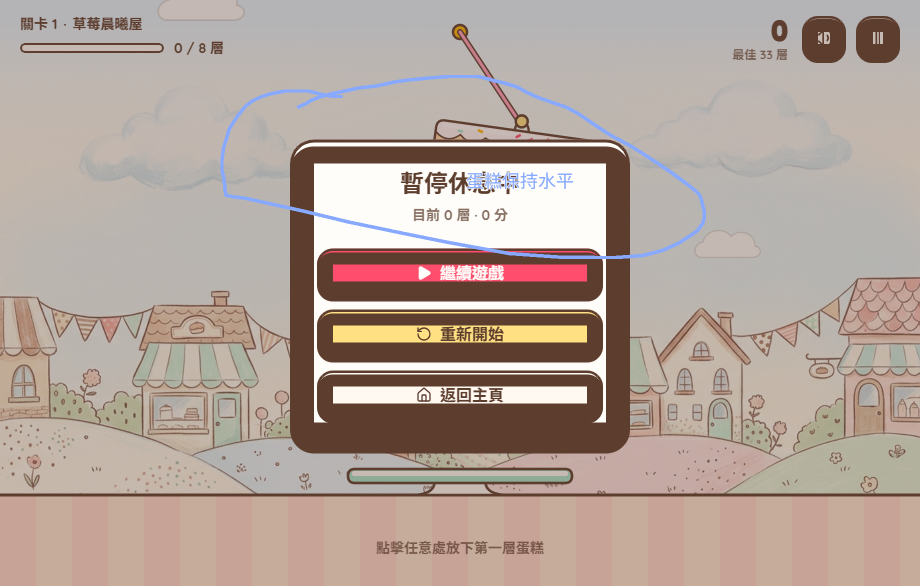 關卡 1 · 草莓晨曦屋
0 / 8 層
0
最佳 33 層
暫停休息中
蛋糕保持水平
目前 0 層 · 0 分
繼續遊戲
重新開始
返回主頁
點擊任意處放下第一層蛋糕